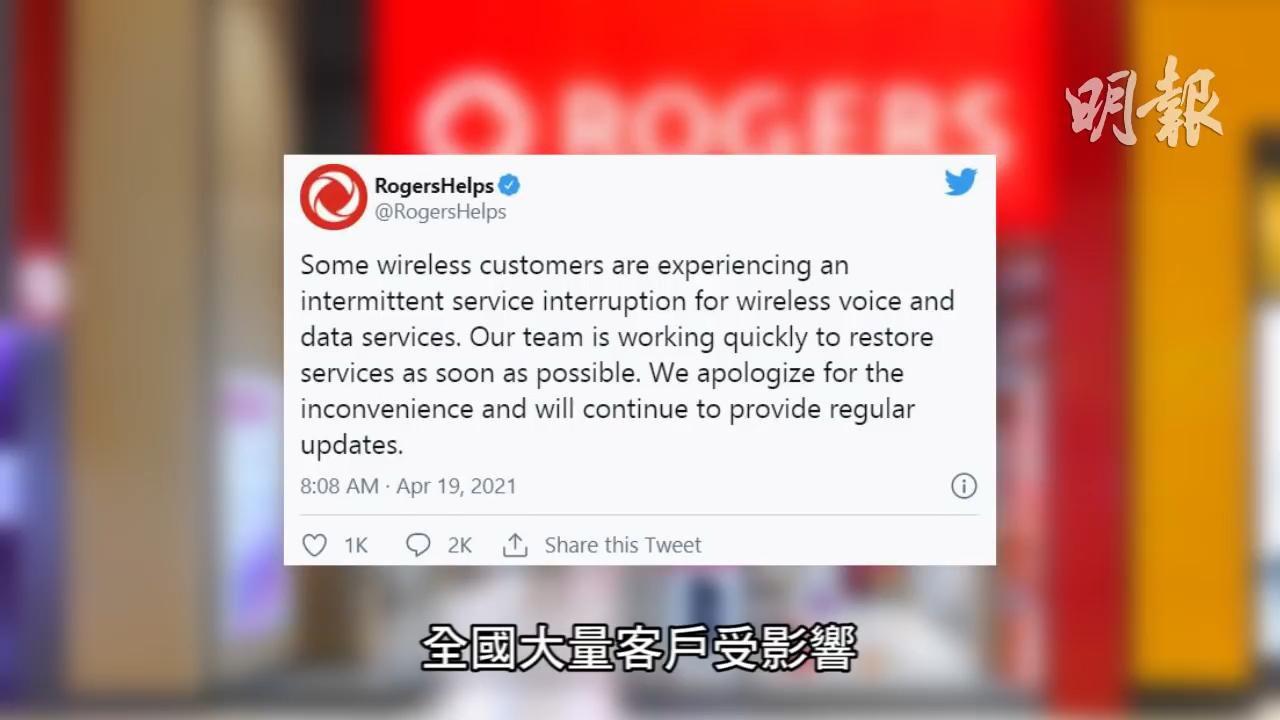 ROGERS
明報
RogersHelps
@RogersHelps
Some wireless customers are experiencing an
intermittent service interruption for wireless voice and
data services. Our team is working quickly to restore
services as soon as possible. We apologize for the
inconvenience and will continue to provide regular
updates.
8:08 AM · Apr 19, 2021
1K 2K Share this Tweet
全國大量客戶受影響